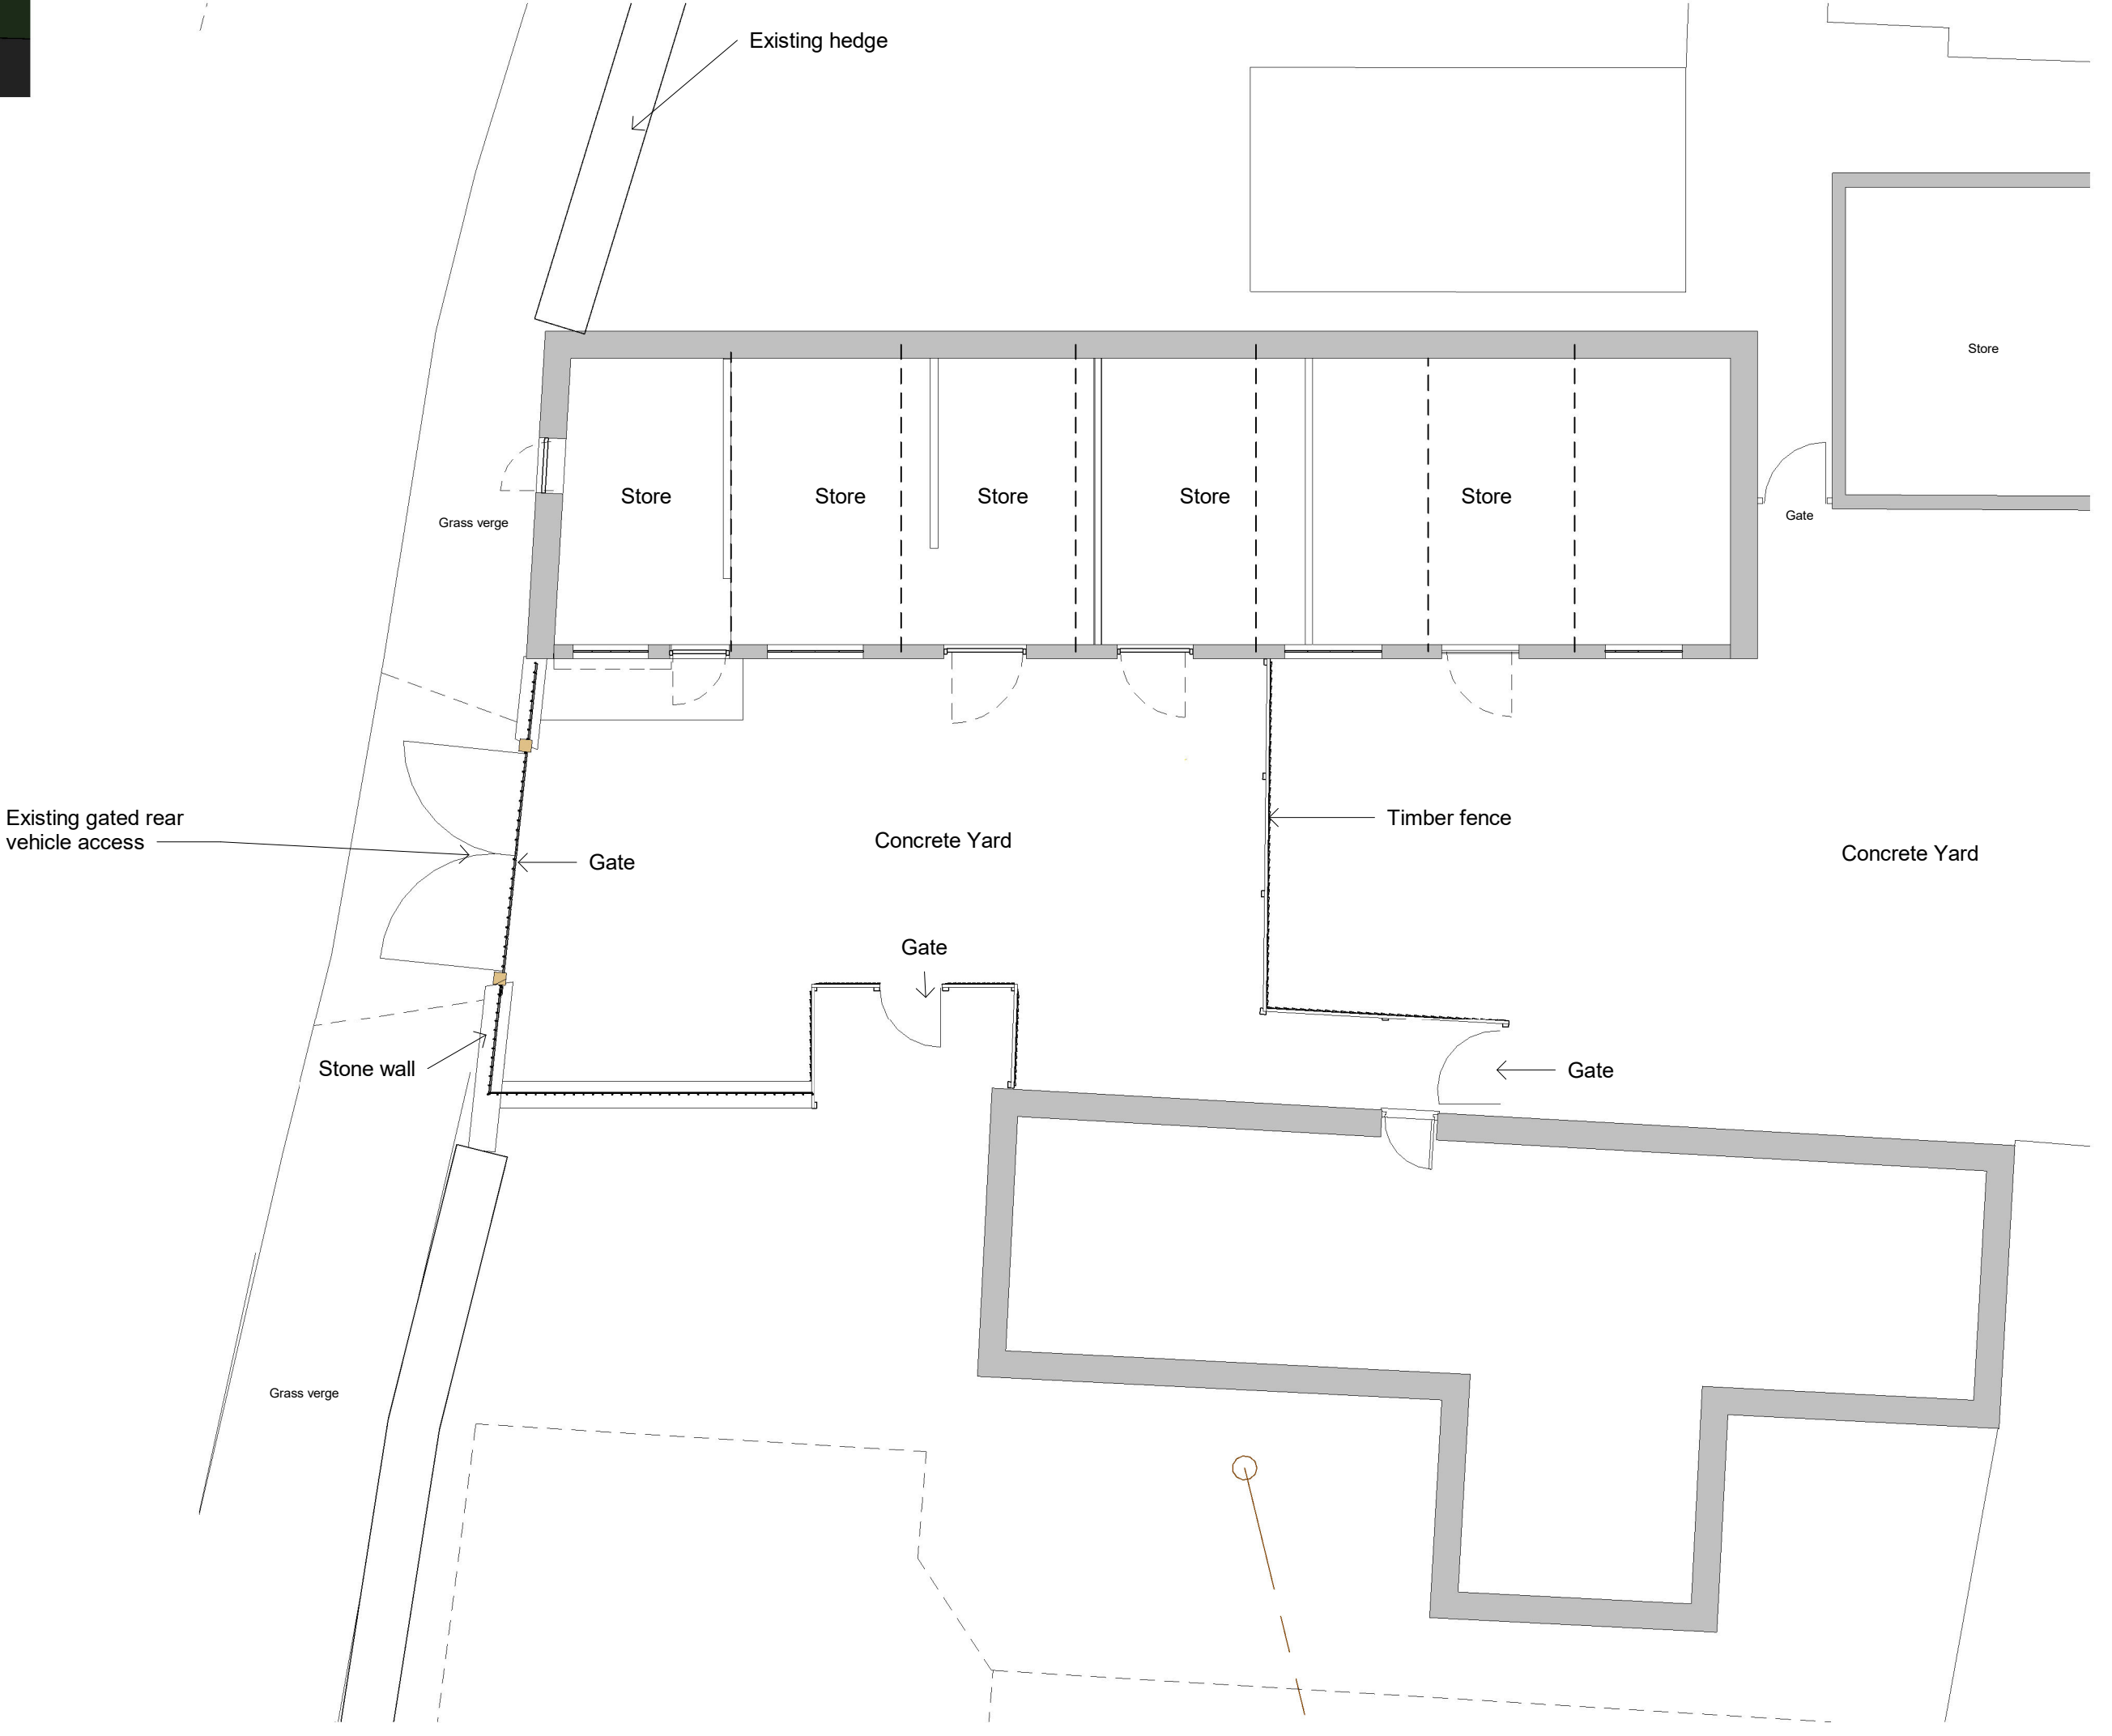 Existing hedge
Store
Store
Store
Store
Store
Store
Grass verge
Gate
Existing gated rear
vehicle access
Gate
Concrete Yard
Timber fence
Concrete Yard
Gate
Stone wall
Gate
Grass verge